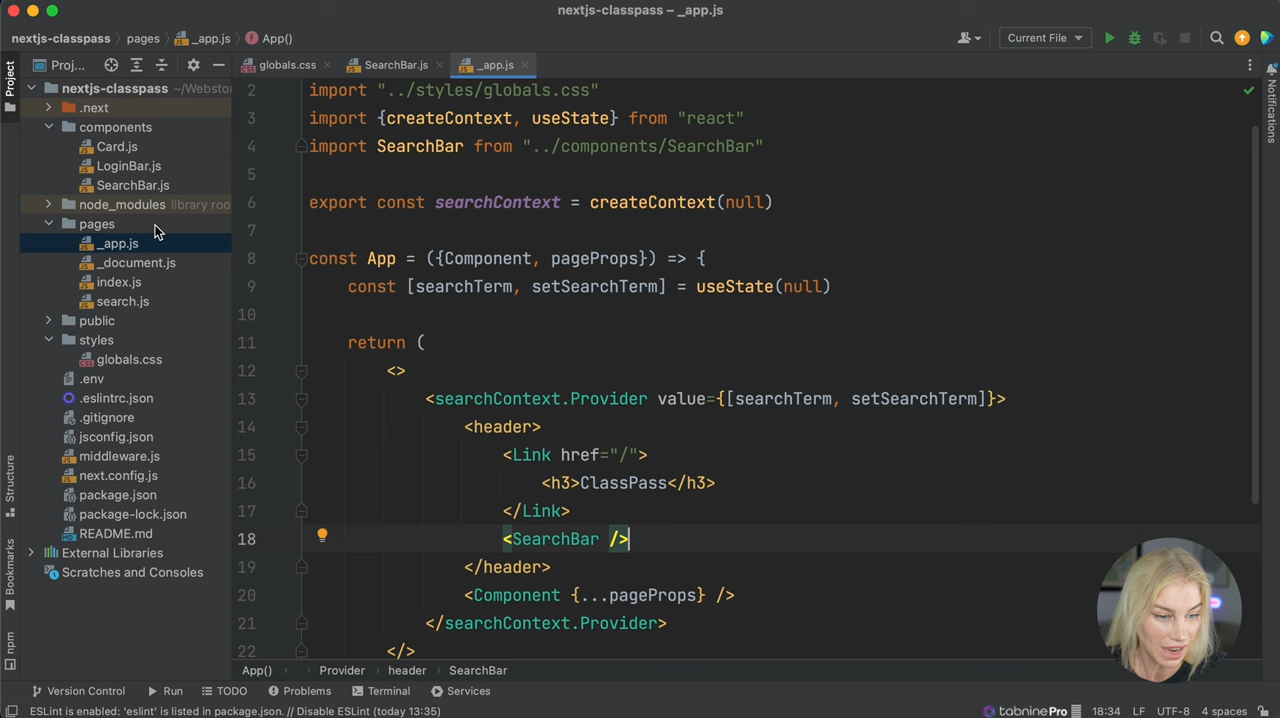 nextjs-classpass – _app.js
nextjs-classpass pages _app.js App() Current File
Project Proj... globals.css SearchBar.js _app.js
nextjs-classpass ~/Websto
.next
components
Card.js
LoginBar.js
SearchBar.js
node_modules library roo
pages
_app.js
_document.js
index.js
search.js
public
styles
globals.css
.env
.eslintrc.json
.gitignore
jsconfig.json
middleware.js
next.config.js
package.json
package-lock.json
README.md
External Libraries
Scratches and Consoles
Structure
Bookmarks
npm
2 import "../styles/globals.css"
3 import {createContext, useState} from "react"
4 import SearchBar from "../components/SearchBar"
5
6 export const searchContext = createContext(null)
7
8 const App = ({Component, pageProps}) => {
9 const [searchTerm, setSearchTerm] = useState(null)
10
11 return (
12 <>
13 <searchContext.Provider value={[searchTerm, setSearchTerm]}>
14 <header>
15 <Link href="/">
16 <h3>ClassPass</h3>
17 </Link>
18 <SearchBar />
19 </header>
20 <Component {...pageProps} />
21 </searchContext.Provider>
22 </>
Notifications
App() Provider header SearchBar
Version Control Run TODO Problems Terminal Services
ESLint is enabled: 'eslint' is listed in package.json. // Disable ESLint (today 13:35) tabnine Pro 18:34 LF UTF-8 4 spaces